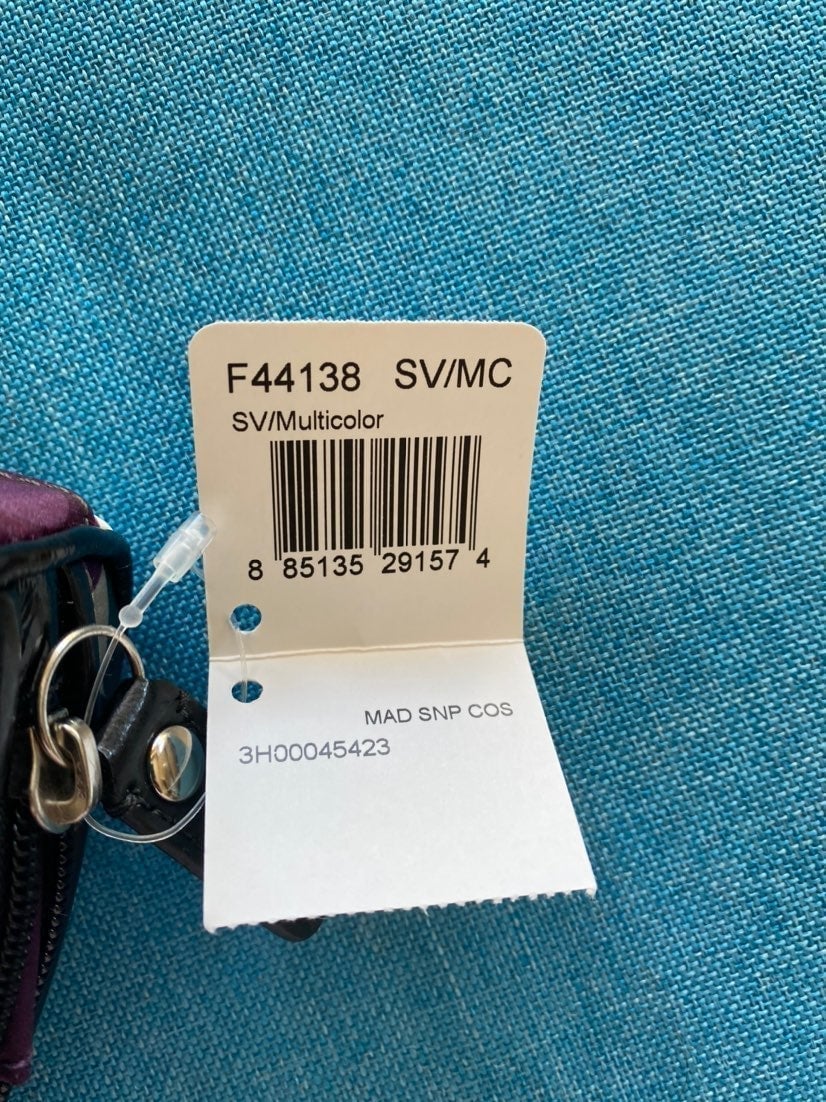 F44138 SV/MC
SV/Multicolor
8 85135 29157 4
MAD SNP COS
3H00045423